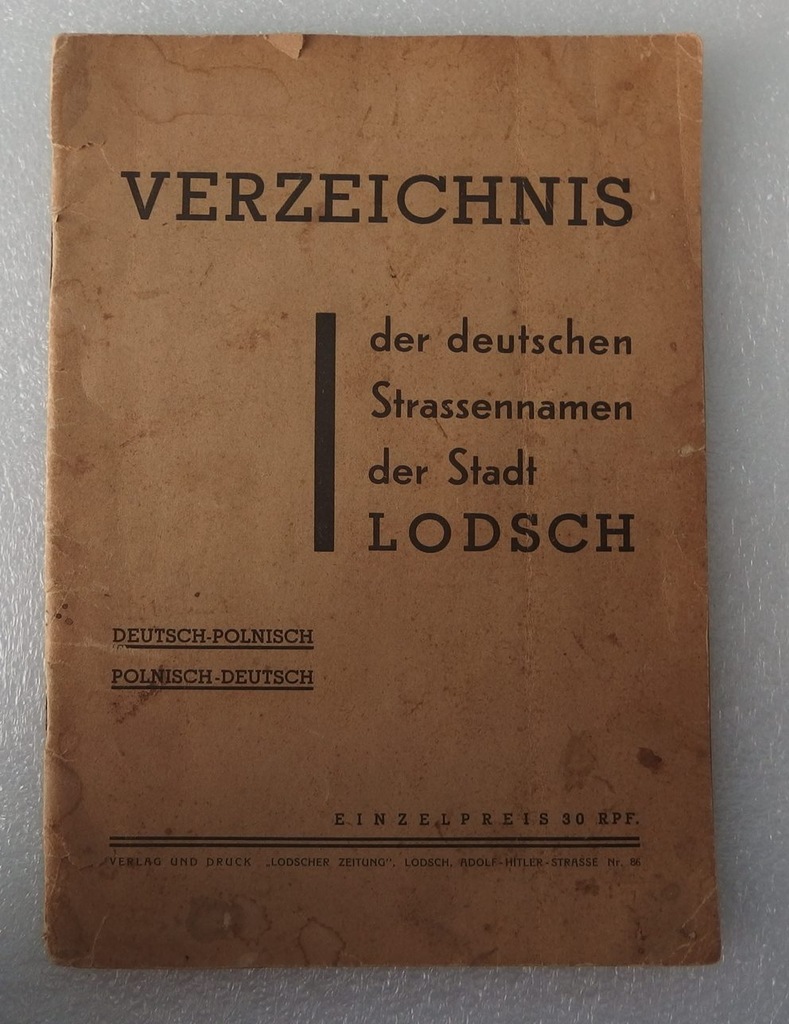 VERZEICHNIS
der deutschen
Strassennamen
der Stadt
LODSCH
DEUTSCH-POLNISCH
POLNISCH-DEUTSCH
EINZELPREIS 30 RPF.
VERLAG UND DRUCK „LODSCHER ZEITUNG", LODSCH, ADOLF-HITLER-STRASSE Nr. 86